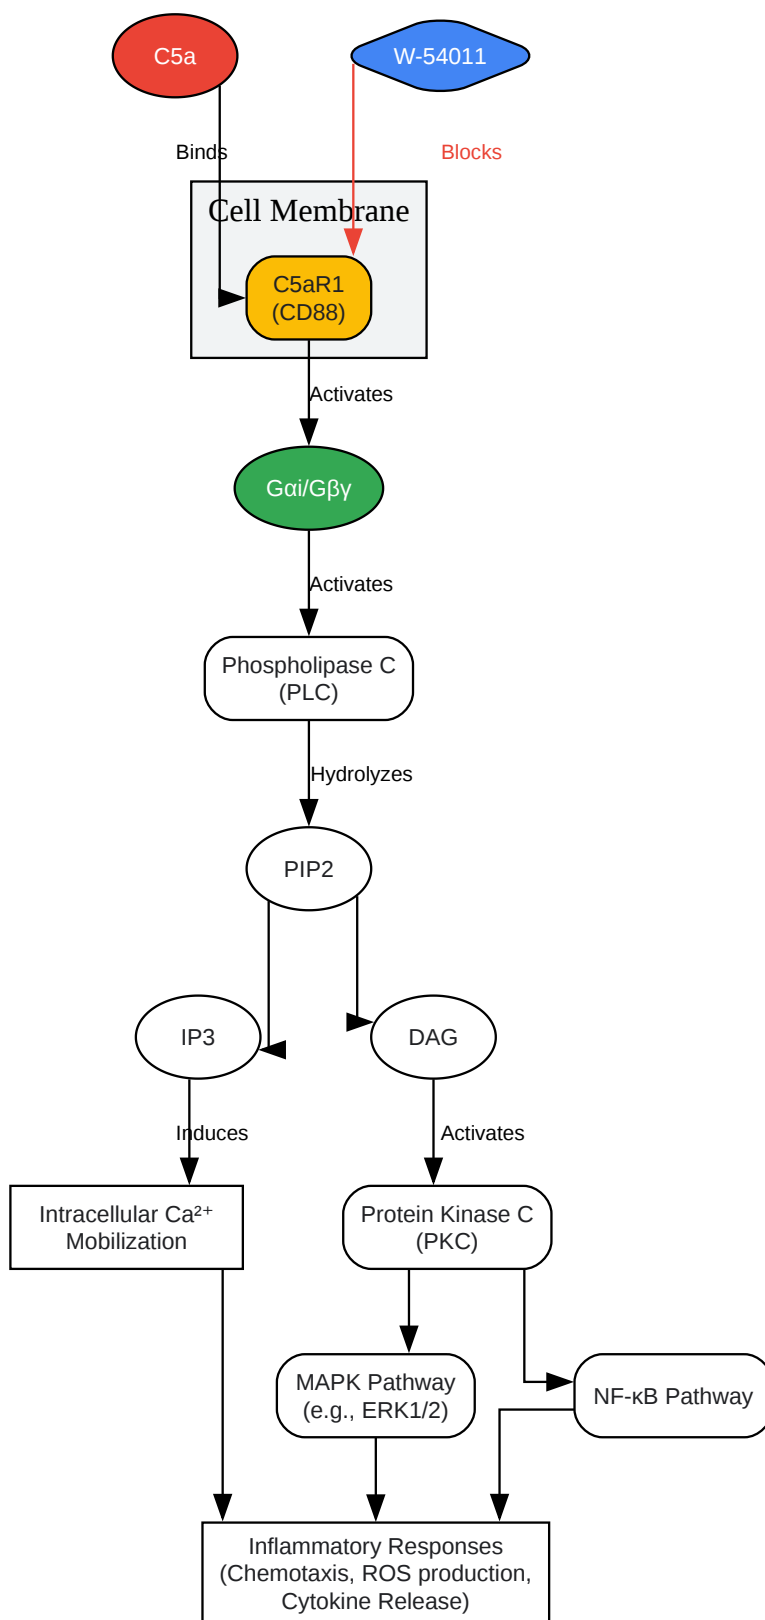 C5a
W-54011
Binds
Blocks
Cell Membrane
C5aR1
(CD88)
Activates
Gαi/Gβγ
Activates
Phospholipase C
(PLC)
Hydrolyzes
PIP2
IP3
DAG
Induces
Activates
Intracellular Ca²⁺
Mobilization
Protein Kinase C
(PKC)
MAPK Pathway
(e.g., ERK1/2)
NF-κB Pathway
Inflammatory Responses
(Chemotaxis, ROS production,
Cytokine Release)